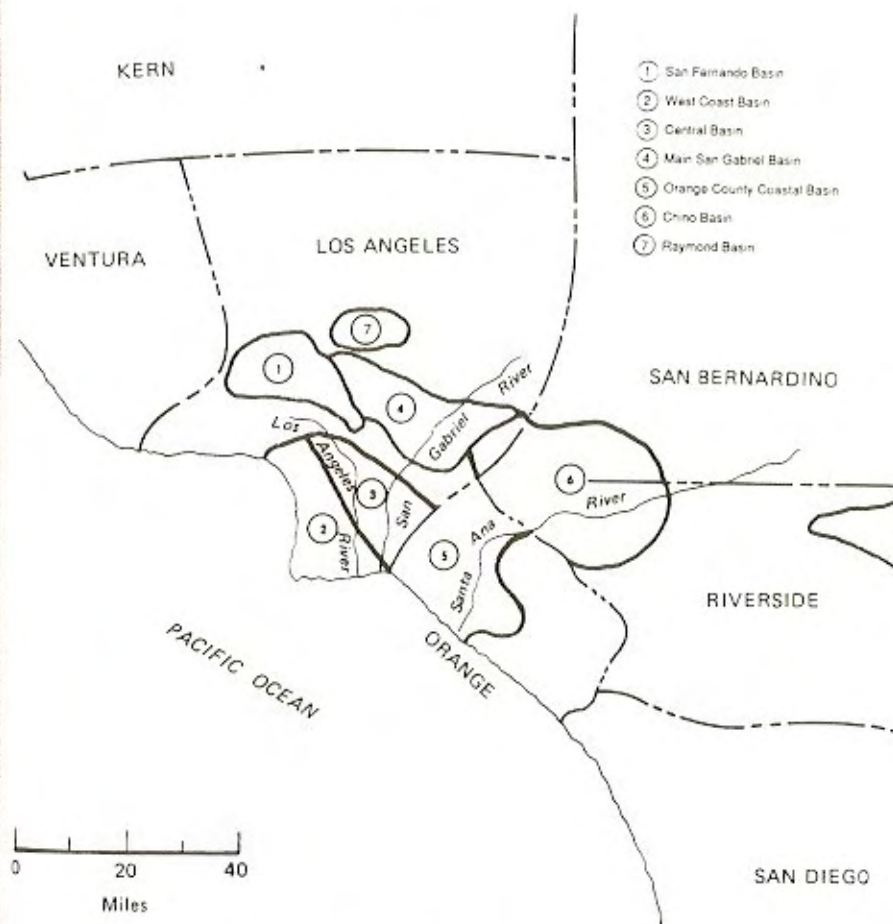 KERN
1 San Fernando Basin
2 West Coast Basin
3 Central Basin
4 Main San Gabriel Basin
5 Orange County Coastal Basin
6 Chino Basin
7 Raymond Basin
VENTURA
LOS ANGELES
7
1
SAN BERNARDINO
4
San Gabriel River
Los Angeles River
3
6
2
5
Santa Ana River
RIVERSIDE
PACIFIC OCEAN
ORANGE
0 20 40
Miles
SAN DIEGO